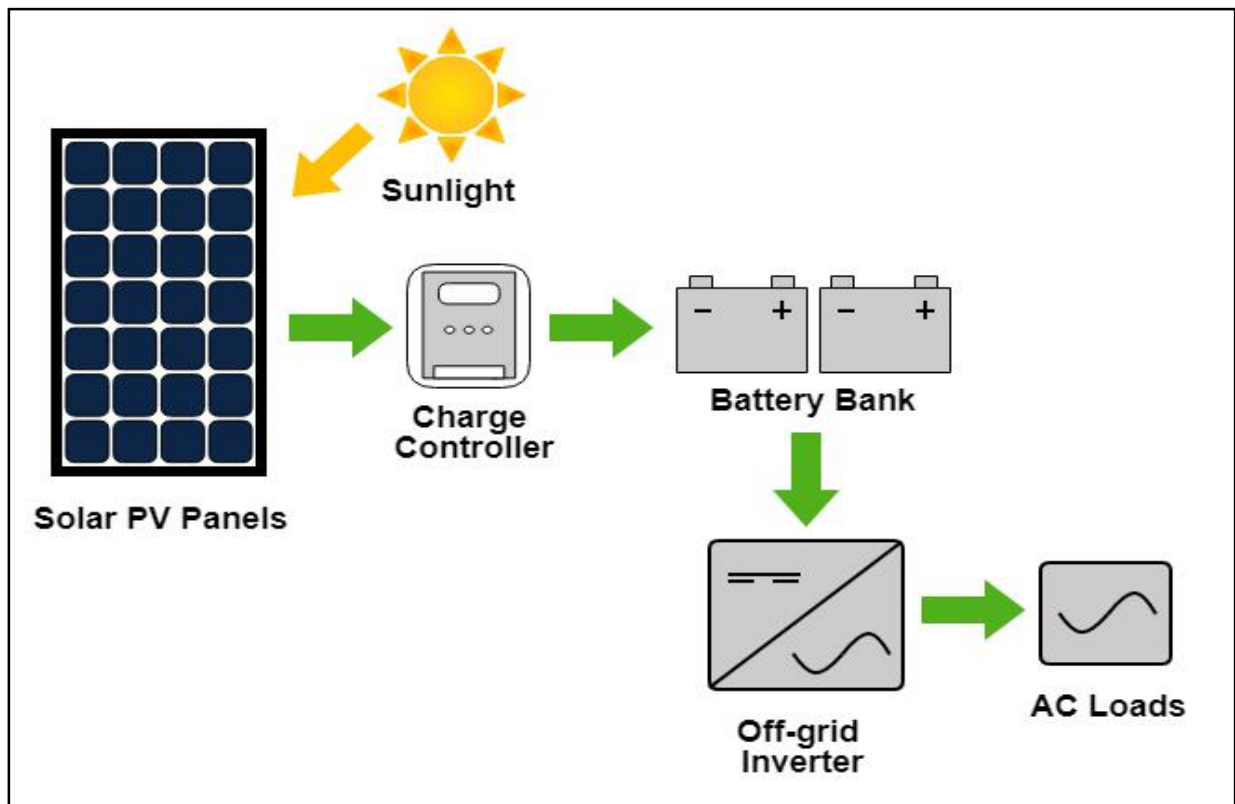 Sunlight
Solar PV Panels
Charge
Controller
- + - +
Battery Bank
Off-grid
Inverter
AC Loads